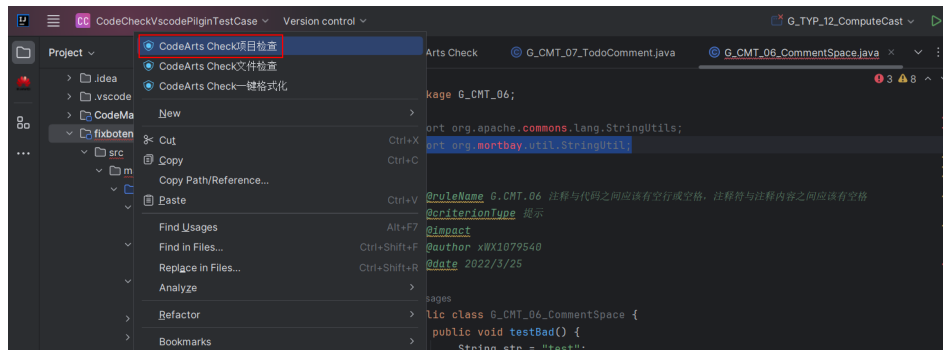 CC CodeCheckVscodePilginTestCase Version control G_TYP_12_ComputeCast
Project
.idea
.vscode
CodeMa
fixboten
src
m
CodeArts Check项目检查
CodeArts Check文件检查
CodeArts Check一键格式化
New
Cut Ctrl+X
Copy Ctrl+C
Copy Path/Reference...
Paste Ctrl+V
Find Usages Alt+F7
Find in Files... Ctrl+Shift+F
Replace in Files... Ctrl+Shift+R
Analyze
Refactor
Bookmarks
Arts Check G_CMT_07_TodoComment.java G_CMT_06_CommentSpace.java
3 8
kage G_CMT_06;
ort org.apache.commons.lang.StringUtils;
ort org.mortbay.util.StringUtil;
@ruleName G.CMT.06 注释与代码之间应该有空行或空格，注释符与注释内容之间应该有空格
@criterionType 提示
@impact
@author xWX1079540
@date 2022/3/25
sages
lic class G_CMT_06_CommentSpace {
public void testBad() {
String str = "test";